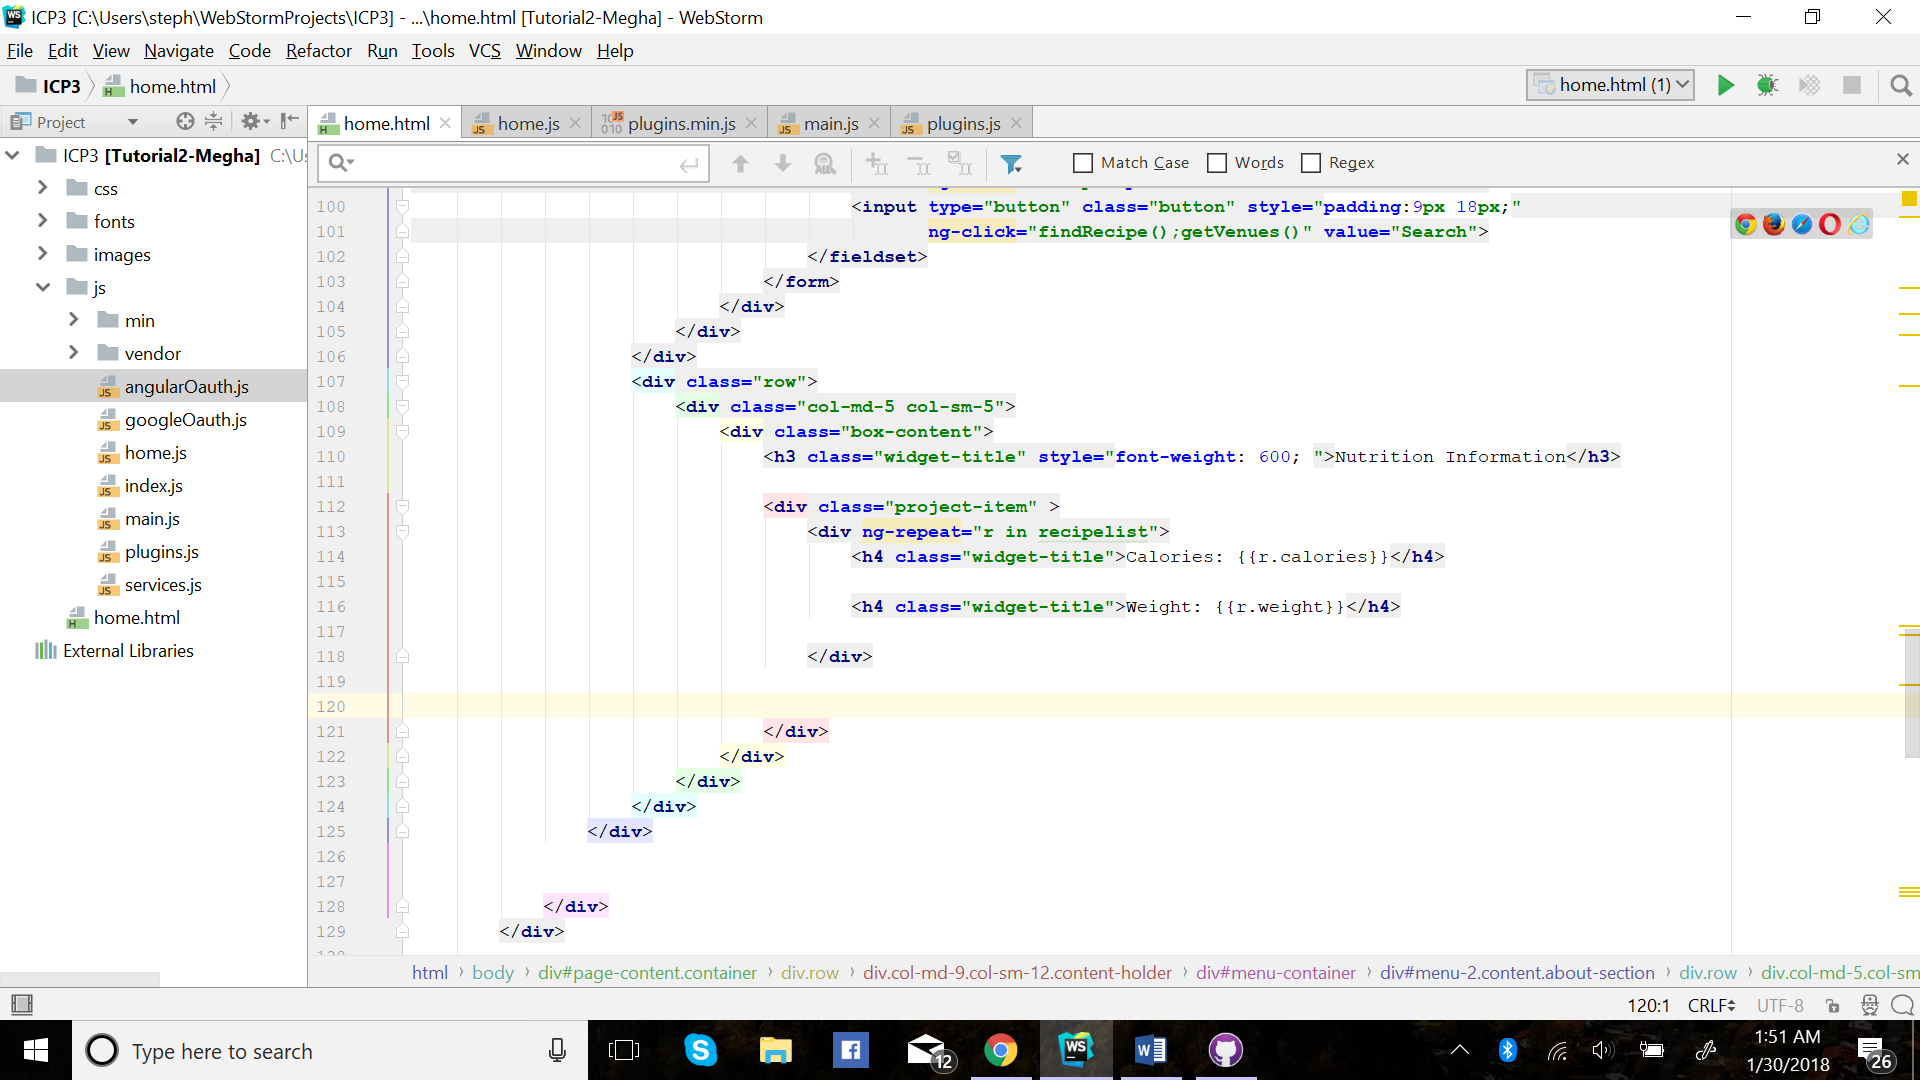 ICP3 [C:\Users\steph\WebStormProjects\ICP3] - ...\home.html [Tutorial2-Megha] - WebStorm
File Edit View Navigate Code Refactor Run Tools VCS Window Help
ICP3 home.html home.html (1)
Project home.html home.js plugins.min.js main.js plugins.js
ICP3 [Tutorial2-Megha] C:\Us
Match Case Words Regex
css
fonts
images
js
min
vendor
angularOauth.js
googleOauth.js
home.js
index.js
main.js
plugins.js
services.js
home.html
External Libraries
100 <input type="button" class="button" style="padding:9px 18px;"
101 ng-click="findRecipe();getVenues()" value="Search">
102 </fieldset>
103 </form>
104 </div>
105 </div>
106 </div>
107 <div class="row">
108 <div class="col-md-5 col-sm-5">
109 <div class="box-content">
110 <h3 class="widget-title" style="font-weight: 600; ">Nutrition Information</h3>
111
112 <div class="project-item" >
113 <div ng-repeat="r in recipelist">
114 <h4 class="widget-title">Calories: {{r.calories}}</h4>
115
116 <h4 class="widget-title">Weight: {{r.weight}}</h4>
117
118 </div>
119
120
121 </div>
122 </div>
123 </div>
124 </div>
125 </div>
126
127
128 </div>
129 </div>
html body div#page-content.container div.row div.col-md-9.col-sm-12.content-holder div#menu-container div#menu-2.content.about-section div.row div.col-md-5.col-sm
120:1 CRLF UTF-8
Type here to search
12
1:51 AM
1/30/2018
26